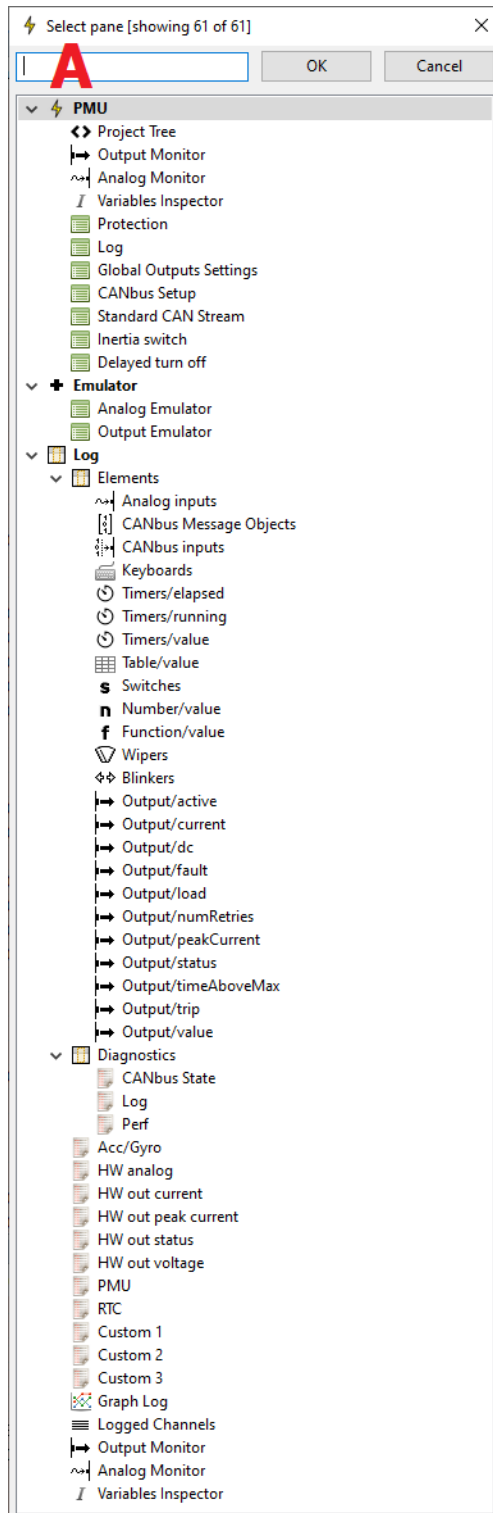 Select pane [showing 61 of 61]
A OK Cancel
PMU
Project Tree
Output Monitor
Analog Monitor
I Variables Inspector
Protection
Log
Global Outputs Settings
CANbus Setup
Standard CAN Stream
Inertia switch
Delayed turn off
Emulator
Analog Emulator
Output Emulator
Log
Elements
Analog inputs
CANbus Message Objects
CANbus inputs
Keyboards
Timers/elapsed
Timers/running
Timers/value
Table/value
s Switches
n Number/value
f Function/value
Wipers
Blinkers
Output/active
Output/current
Output/dc
Output/fault
Output/load
Output/numRetries
Output/peakCurrent
Output/status
Output/timeAboveMax
Output/trip
Output/value
Diagnostics
CANbus State
Log
Perf
Acc/Gyro
HW analog
HW out current
HW out peak current
HW out status
HW out voltage
PMU
RTC
Custom 1
Custom 2
Custom 3
Graph Log
Logged Channels
Output Monitor
Analog Monitor
I Variables Inspector